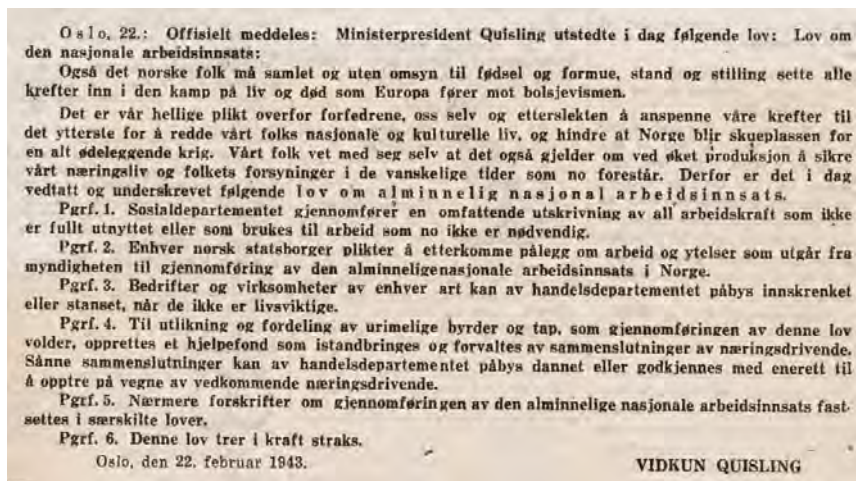 Oslo, 22.: Offisielt meddeles: Ministerpresident Quisling utstedte i dag følgende lov: Lov om
den nasjonale arbeidsinnsats:
Også det norske folk må samlet og uten omsyn til fødsel og formue, stand og stilling sette alle
krefter inn i den kamp på liv og død som Europa fører mot bolsjevismen.
Det er vår hellige plikt overfor forfedrene, oss selv og etterslekten å anspenne våre krefter til
det ytterste for å redde vårt folks nasjonale og kulturelle liv, og hindre at Norge blir skueplassen for
en alt ødeleggende krig. Vårt folk vet med seg selv at det også gjelder om ved øket produksjon å sikre
vårt næringsliv og folkets forsyninger i de vanskelige tider som no forestår. Derfor er det i dag
vedtatt og underskrevet følgende lov om alminnelig nasjonal arbeidsinnsats.
Pgrf. 1. Sosialdepartementet gjennomfører en omfattende utskrivning av all arbeidskraft som ikke
er fullt utnyttet eller som brukes til arbeid som no ikke er nødvendig.
Pgrf. 2. Enhver norsk statsborger plikter å etterkomme pålegg om arbeid og ytelser som utgår fra
myndigheten til gjennomføring av den alminneligenasjonale arbeidsinnsats i Norge.
Pgrf. 3. Bedrifter og virksomheter av enhver art kan av handelsdepartementet påbys innskrenket
eller stanset, når de ikke er livsviktige.
Pgrf. 4. Til utlikning og fordeling av urimelige byrder og tap, som gjennomføringen av denne lov
volder, opprettes et hjelpefond som istandbringes og forvaltes av sammenslutninger av næringsdrivende.
Sånne sammenslutninger kan av handelsdepartementet påbys dannet eller godkjennes med enerett til
å opptre på vegne av vedkommende næringsdrivende.
Pgrf. 5. Nærmere forskrifter om gjennomføringen av den alminnelige nasjonale arbeidsinnsats fast-
settes i særskilte lover.
Pgrf. 6. Denne lov trer i kraft straks.
Oslo, den 22. februar 1943. VIDKUN QUISLING